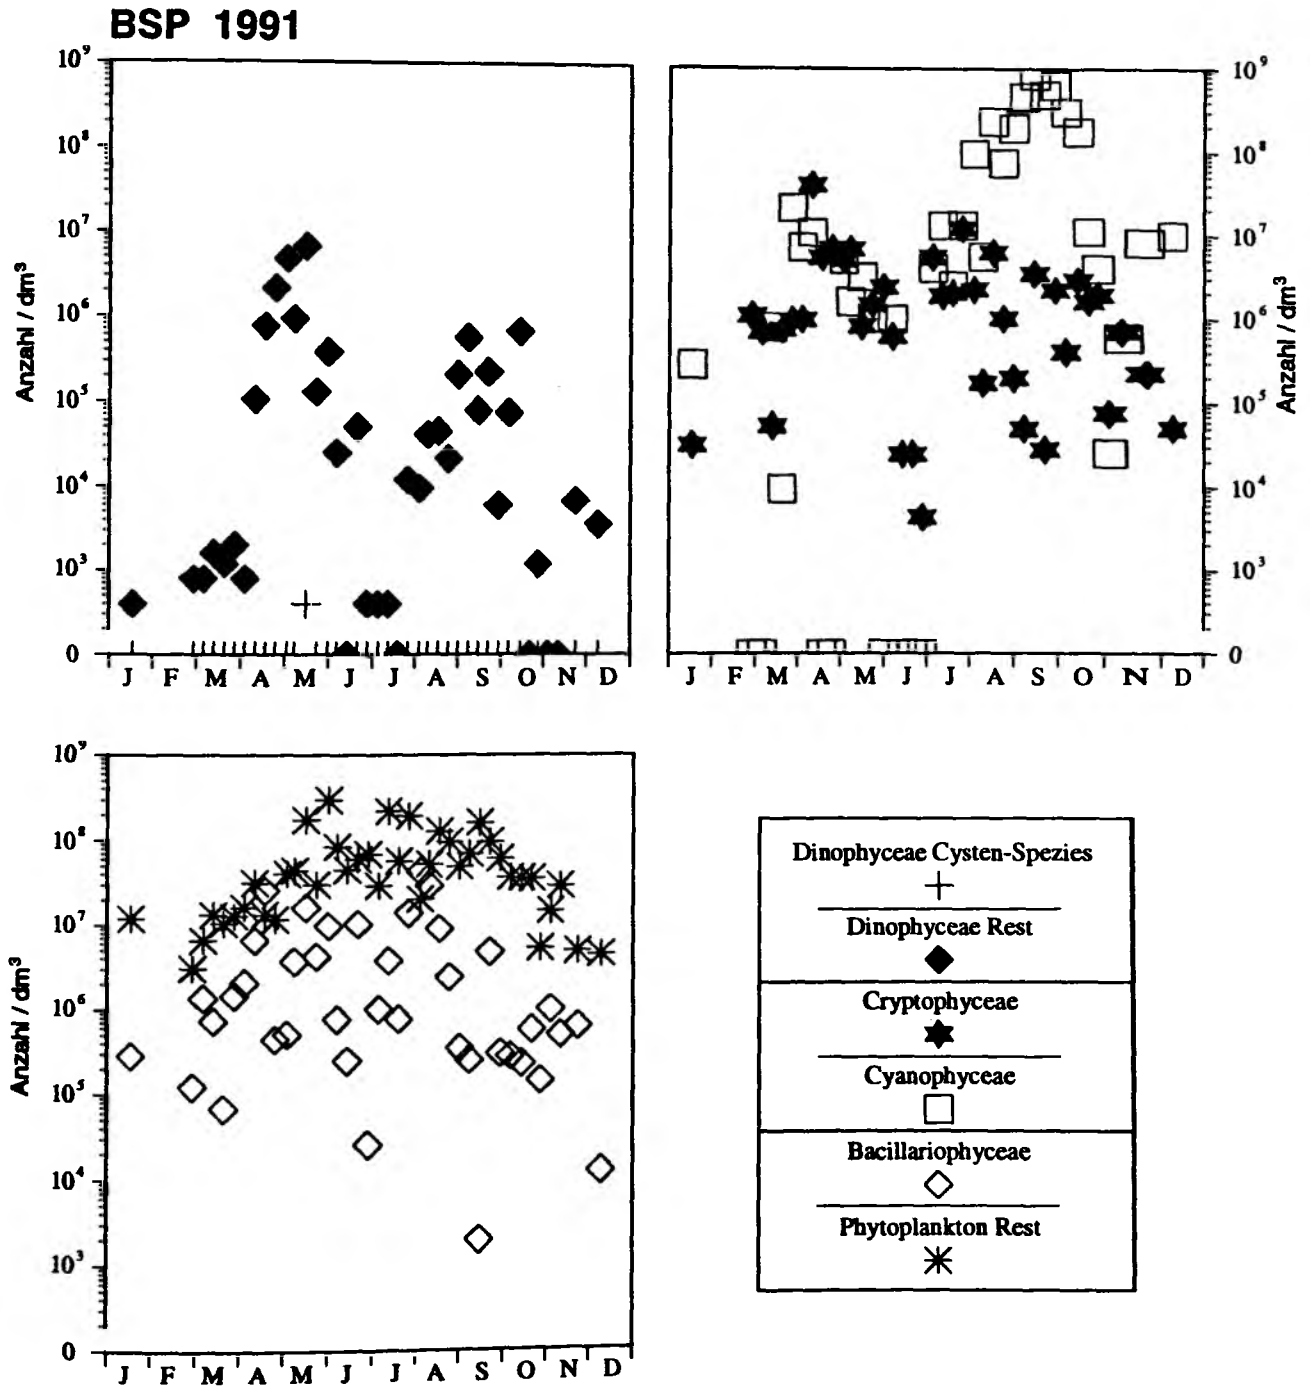 BSP 1991
10⁹
10⁸
10⁷
10⁶
10⁵
10⁴
10³
0
Anzahl / dm³
J F M A M J J A S O N D
10⁹
10⁸
10⁷
10⁶
10⁵
10⁴
10³
0
Anzahl / dm³
J F M A M J J A S O N D
10⁹
10⁸
10⁷
10⁶
10⁵
10⁴
10³
0
Anzahl / dm³
J F M A M J J A S O N D
Dinophyceae Cysten-Spezies
Dinophyceae Rest
Cryptophyceae
Cyanophyceae
Bacillariophyceae
Phytoplankton Rest